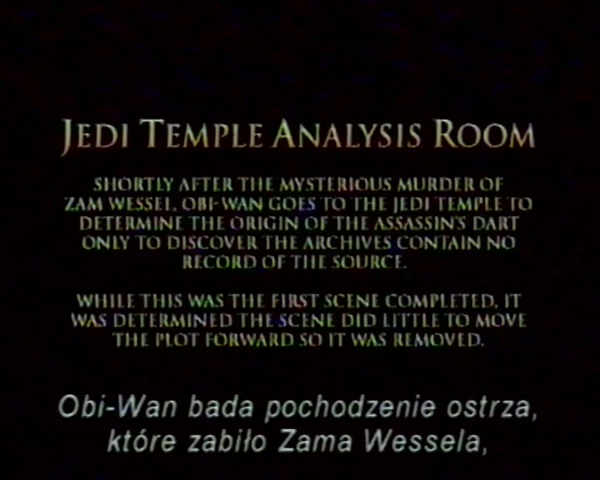 JEDI TEMPLE ANALYSIS ROOM
SHORTLY AFTER THE MYSTERIOUS MURDER OF
ZAM WESSEL, OBI-WAN GOES TO THE JEDI TEMPLE TO
DETERMINE THE ORIGIN OF THE ASSASSIN'S DART
ONLY TO DISCOVER THE ARCHIVES CONTAIN NO
RECORD OF THE SOURCE.
WHILE THIS WAS THE FIRST SCENE COMPLETED, IT
WAS DETERMINED THE SCENE DID LITTLE TO MOVE
THE PLOT FORWARD SO IT WAS REMOVED.
Obi-Wan bada pochodzenie ostrza,
które zabiło Zama Wessela,